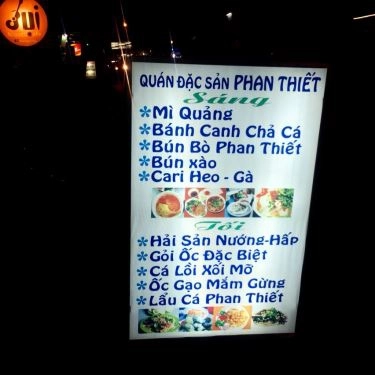 Bụi
QUÁN ĐẶC SẢN PHAN THIẾT
Sáng
*Mì Quảng
*Bánh Canh Chả Cá
*Bún Bò Phan Thiết
*Bún xào
*Cari Heo - Gà
Tối
*Hải Sản Nướng-Hấp
*Gỏi Ốc Đặc Biệt
*Cá Lồi Xối Mỡ
*Ốc Gạo Mắm Gừng
*Lẩu Cá Phan Thiết